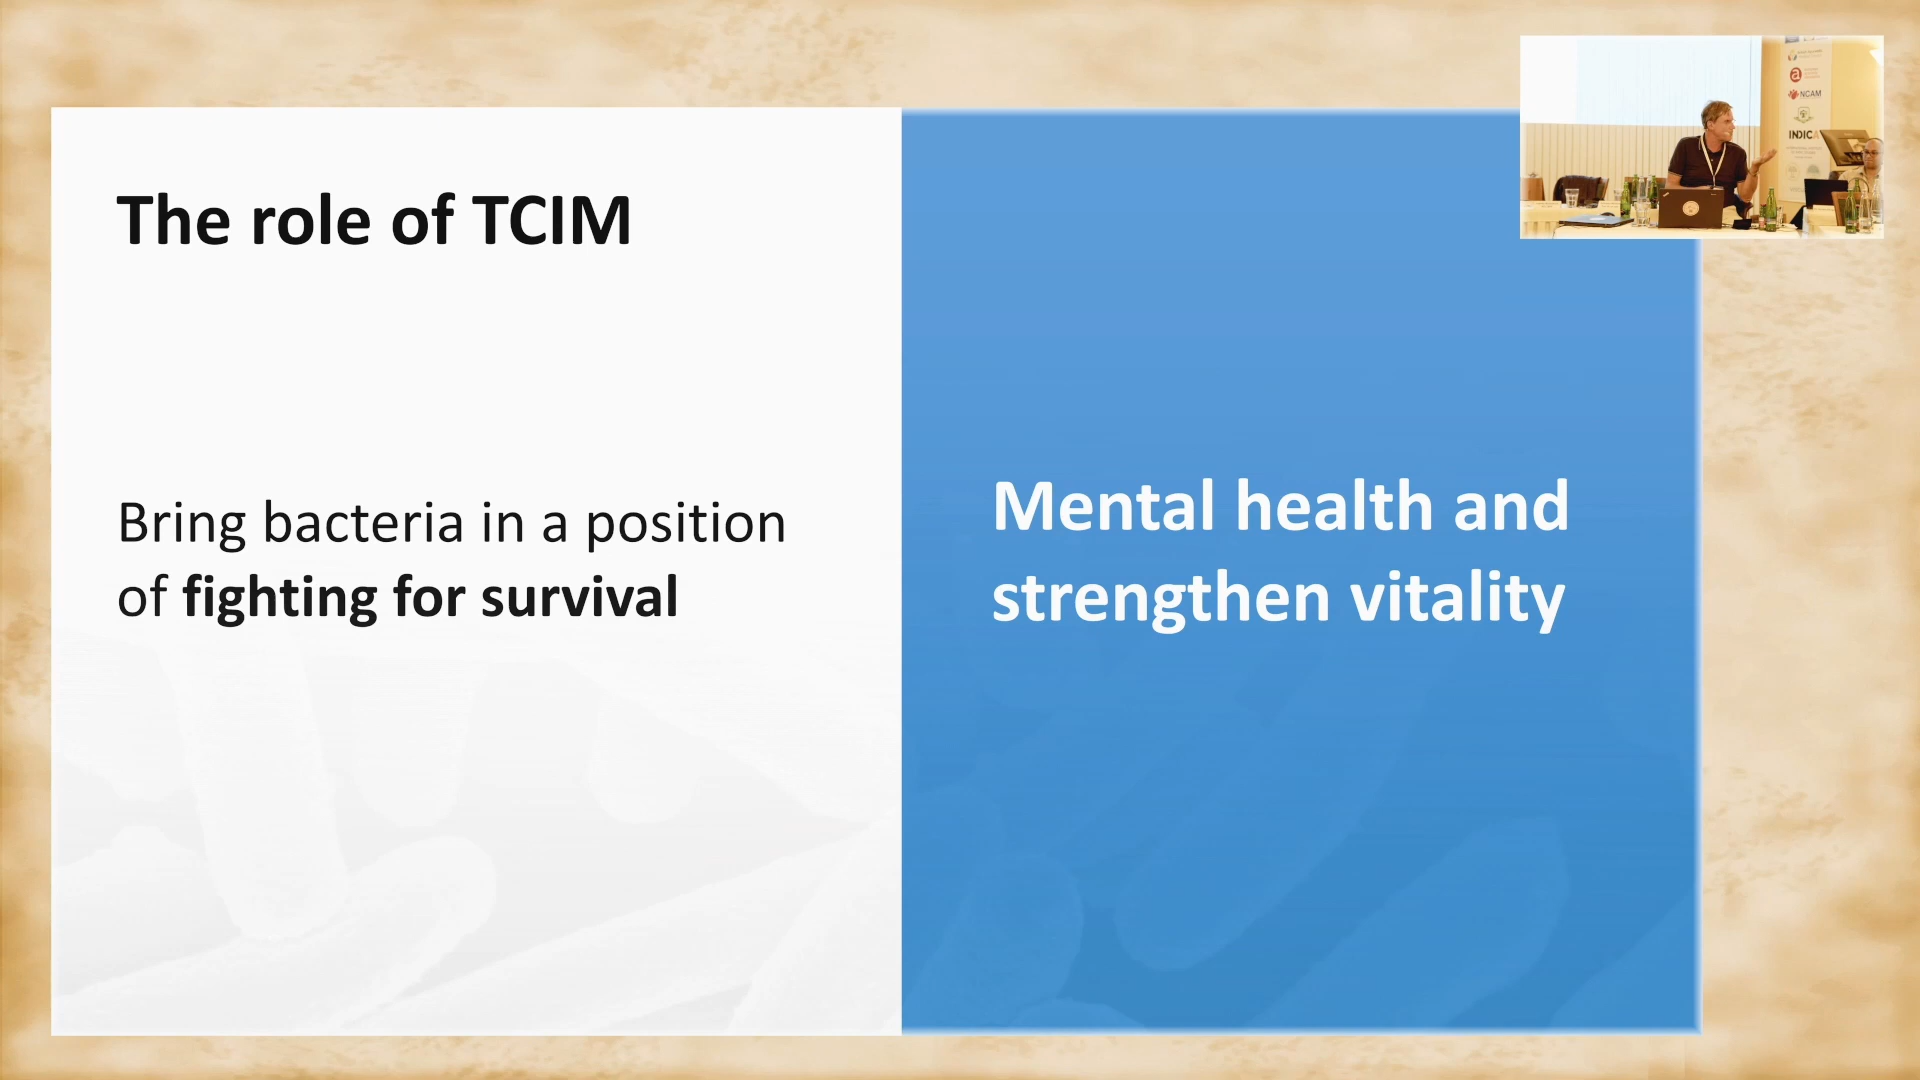 The role of TCIM
Bring bacteria in a position
of fighting for survival
Mental health and
strengthen vitality
NCAM
INDICA